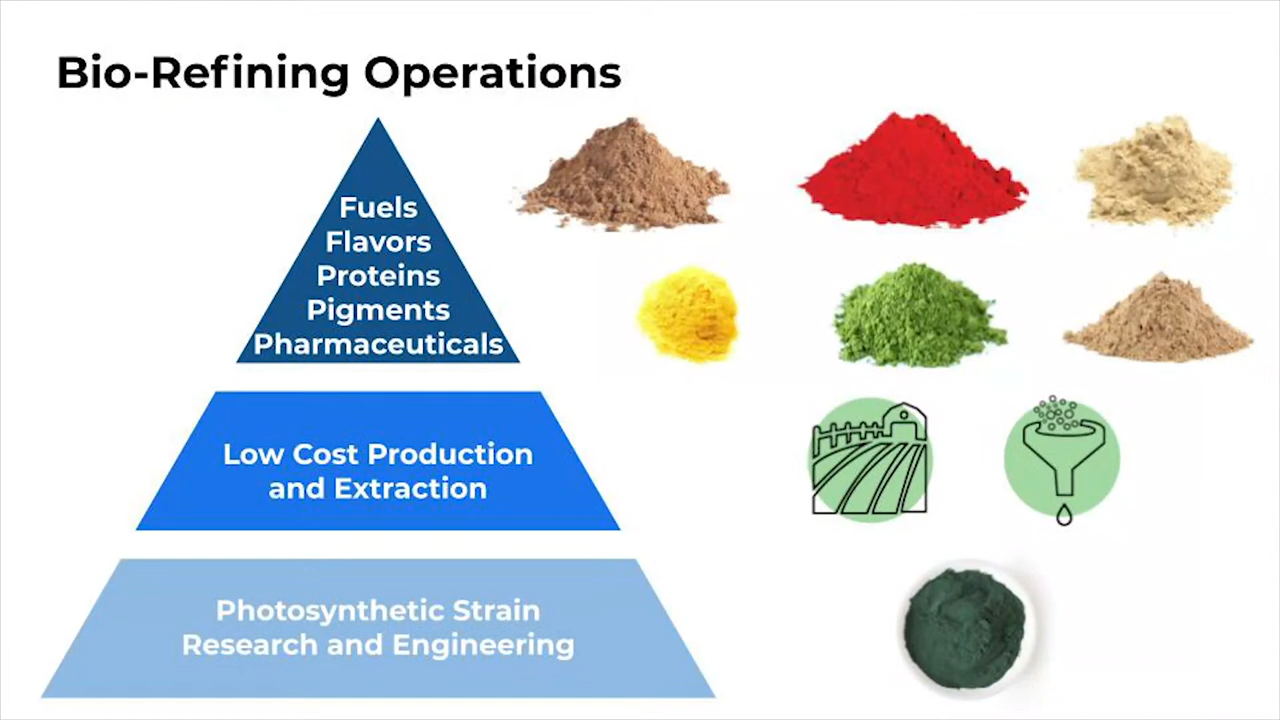 Bio-Refining Operations
Fuels
Flavors
Proteins
Pigments
Pharmaceuticals
Low Cost Production
and Extraction
Photosynthetic Strain
Research and Engineering